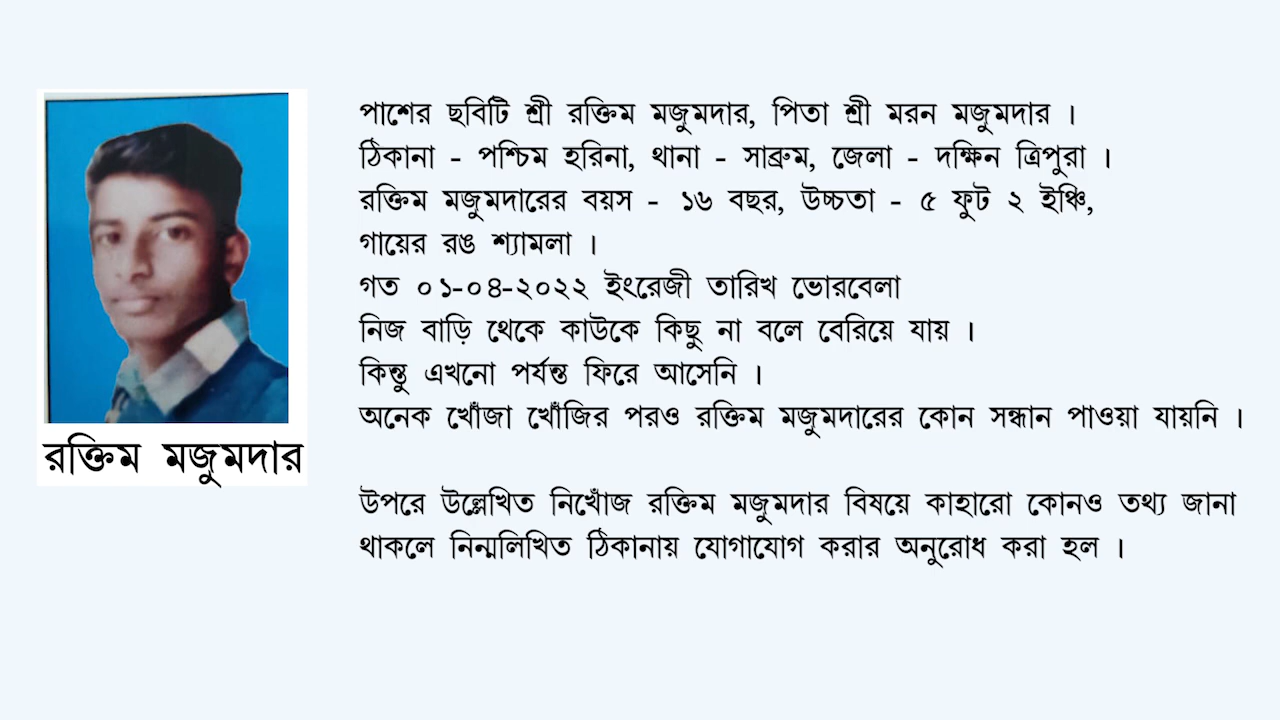 পাশের ছবিটি শ্রী রক্তিম মজুমদার, পিতা শ্রী মরন মজুমদার ।
ঠিকানা - পশ্চিম হরিনা, থানা - সাব্রুম, জেলা - দক্ষিন ত্রিপুরা ।
রক্তিম মজুমদারের বয়স - ১৬ বছর, উচ্চতা - ৫ ফুট ২ ইঞ্চি,
গায়ের রঙ শ্যামলা ।
গত ০১-০৪-২০২২ ইংরেজী তারিখ ভোরবেলা
নিজ বাড়ি থেকে কাউকে কিছু না বলে বেরিয়ে যায় ।
কিন্তু এখনো পর্যন্ত ফিরে আসেনি ।
অনেক খোঁজা খোঁজির পরও রক্তিম মজুমদারের কোন সন্ধান পাওয়া যায়নি ।
রক্তিম মজুমদার
উপরে উল্লেখিত নিখোঁজ রক্তিম মজুমদার বিষয়ে কাহারো কোনও তথ্য জানা
থাকলে নিন্মলিখিত ঠিকানায় যোগাযোগ করার অনুরোধ করা হল ।